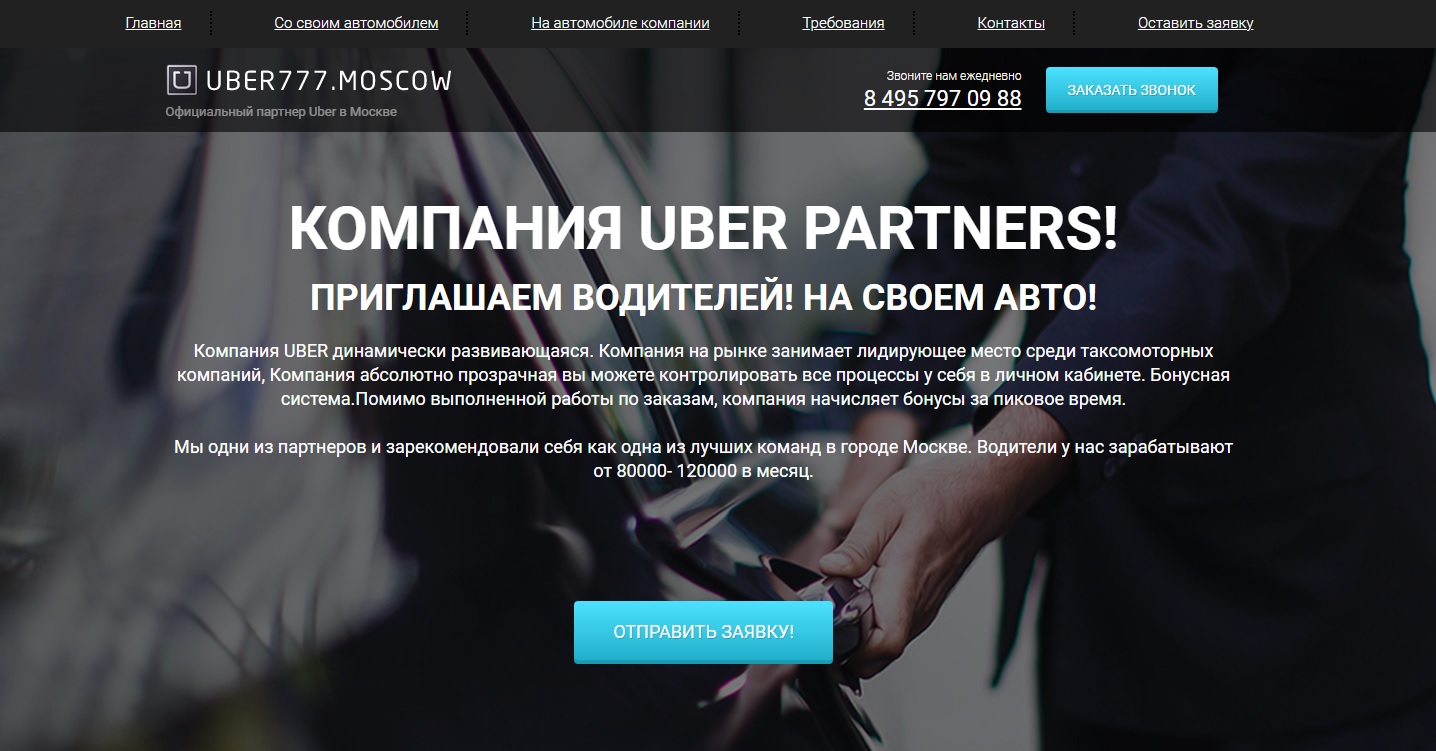 Главная
Со своим автомобилем
На автомобиле компании
Требования
Контакты
Оставить заявку
UBER777.MOSCOW
Официальный партнер Uber в Москве
Звоните нам ежедневно
8 495 797 09 88
ЗАКАЗАТЬ ЗВОНОК
КОМПАНИЯ UBER PARTNERS!
ПРИГЛАШАЕМ ВОДИТЕЛЕЙ! НА СВОЕМ АВТО!
Компания UBER динамически развивающаяся. Компания на рынке занимает лидирующее место среди таксомоторных
компаний, Компания абсолютно прозрачная вы можете контролировать все процессы у себя в личном кабинете. Бонусная
система.Помимо выполненной работы по заказам, компания начисляет бонусы за пиковое время.
Мы одни из партнеров и зарекомендовали себя как одна из лучших команд в городе Москве. Водители у нас зарабатывают
от 80000- 120000 в месяц.
ОТПРАВИТЬ ЗАЯВКУ!